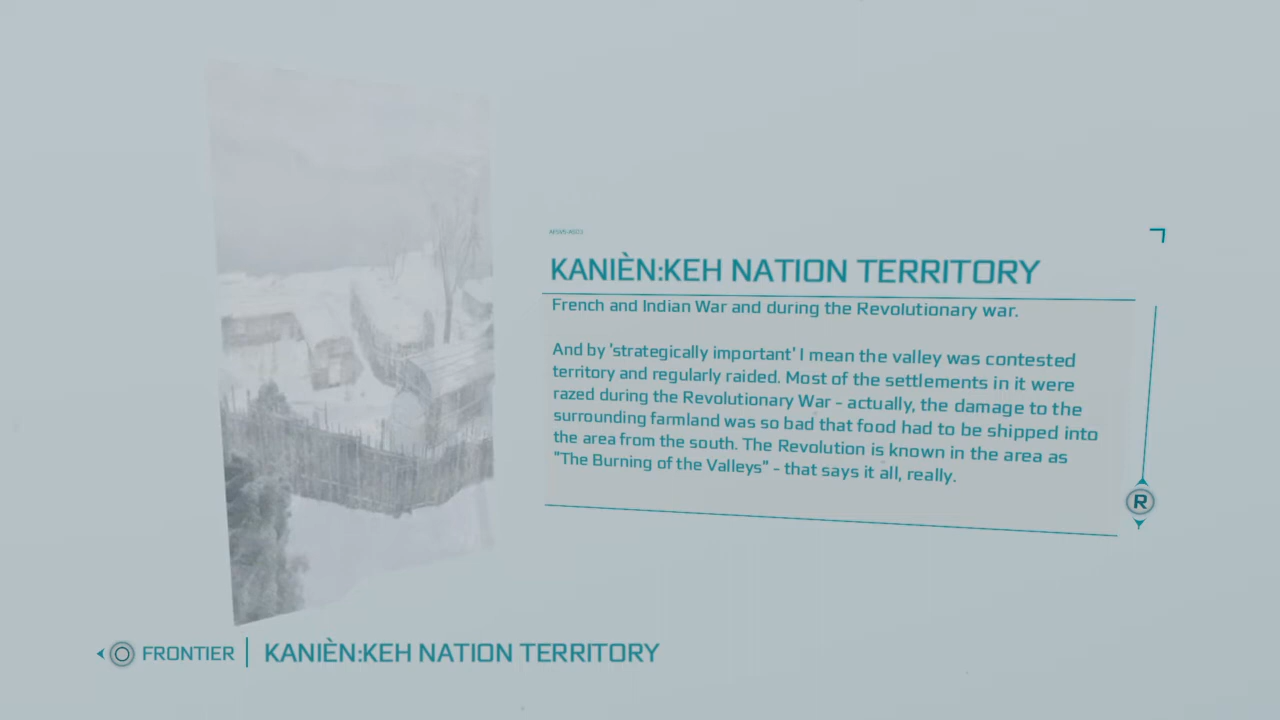 KANIÈN:KEH NATION TERRITORY
French and Indian War and during the Revolutionary war.
And by 'strategically important' I mean the valley was contested
territory and regularly raided. Most of the settlements in it were
razed during the Revolutionary War - actually, the damage to the
surrounding farmland was so bad that food had to be shipped into
the area from the south. The Revolution is known in the area as
"The Burning of the Valleys" - that says it all, really.
R
FRONTIER
KANIÈN:KEH NATION TERRITORY